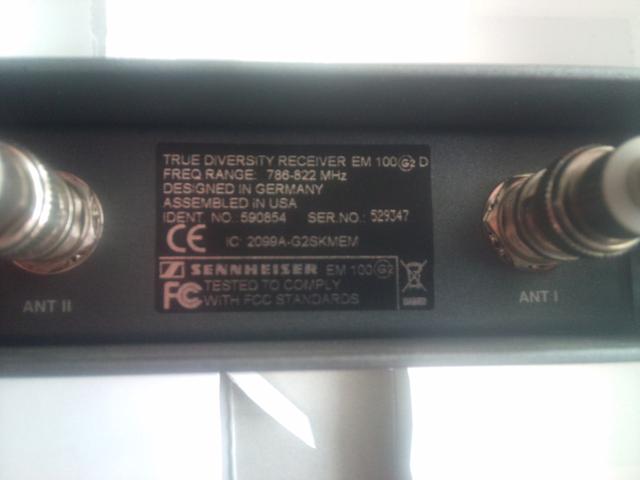 TRUE DIVERSITY RECEIVER EM 100 G2 D
FREQ RANGE: 786-822 MHz
DESIGNED IN GERMANY
ASSEMBLED IN USA
IDENT. NO. 590854 SER.NO.: 529347
CE IC: 2099A-G2SKMEM
SENNHEISER EM 100 G2
FC TESTED TO COMPLY
WITH FCC STANDARDS
ANT II
ANT I